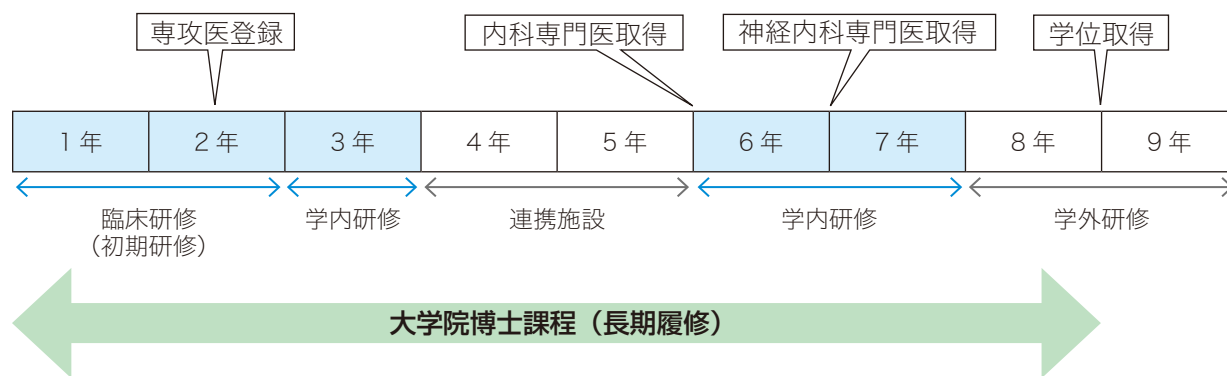 専攻医登録
内科専門医取得
神経内科専門医取得
学位取得
1 年
2 年
3 年
4 年
5 年
6 年
7 年
8 年
9 年
臨床研修
（初期研修）
学内研修
連携施設
学内研修
学外研修
大学院博士課程（長期履修）